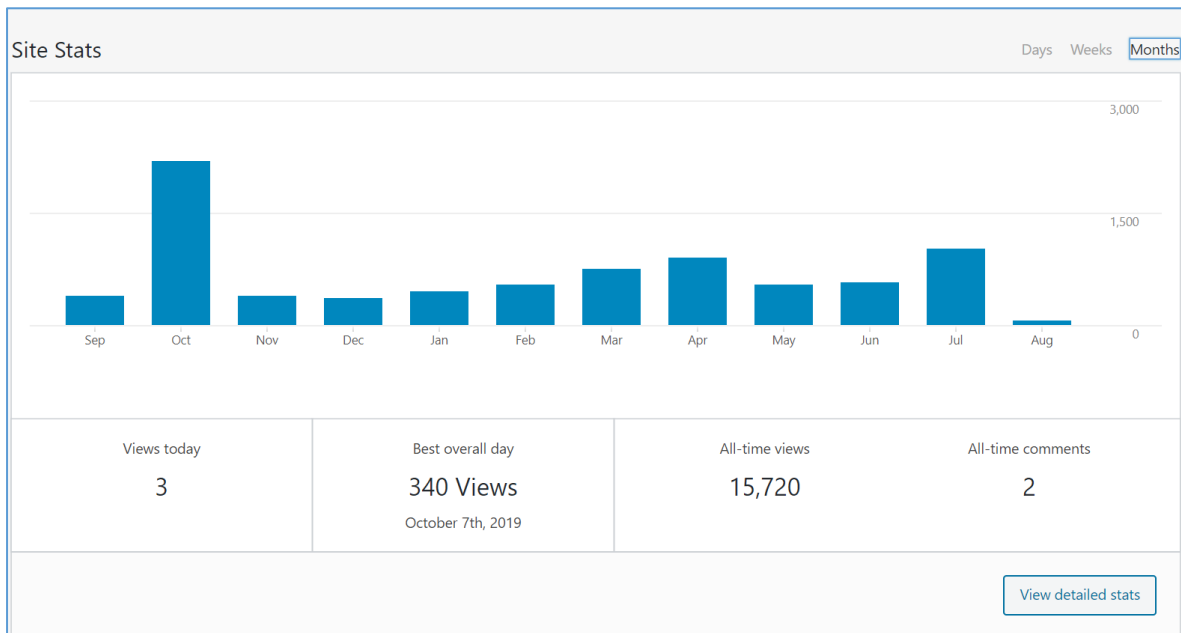 Site Stats
Days Weeks Months
3,000
1,500
0
Sep Oct Nov Dec Jan Feb Mar Apr May Jun Jul Aug
Views today
3
Best overall day
340 Views
October 7th, 2019
All-time views
15,720
All-time comments
2
View detailed stats